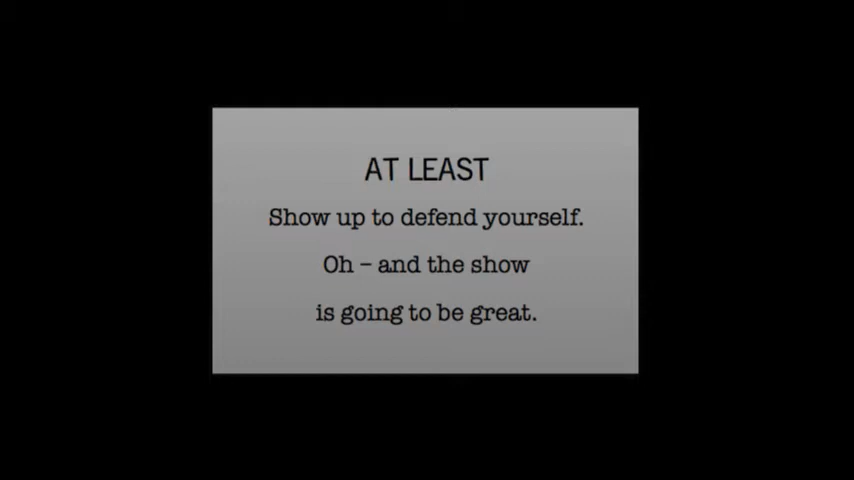 AT LEAST
Show up to defend yourself.
Oh – and the show
is going to be great.